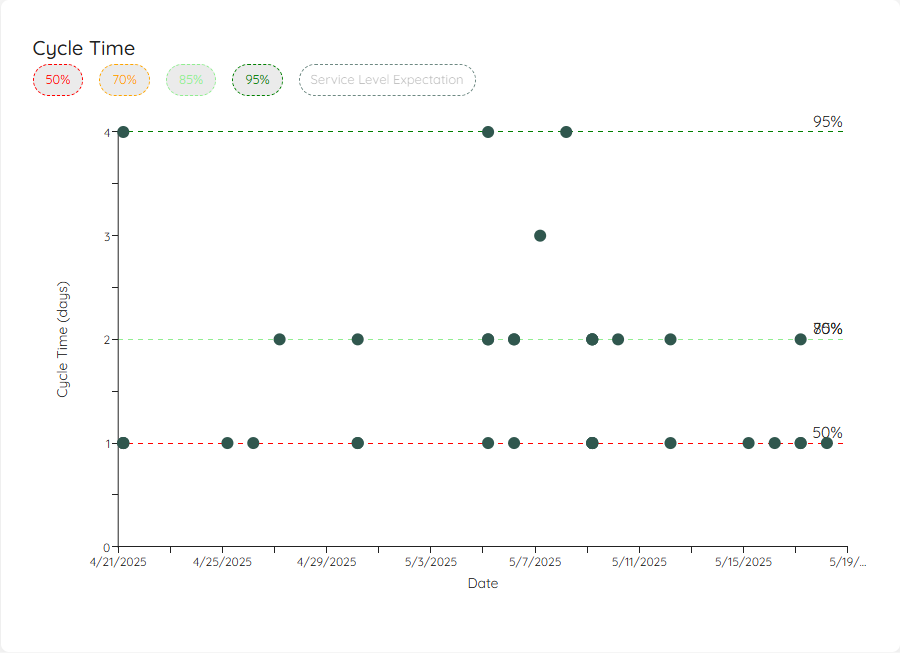 Cycle Time
50% 70% 85% 95% Service Level Expectation
95%
4
3
2
1
0
50%
Cycle Time (days)
4/21/2025 4/25/2025 4/29/2025 5/3/2025 5/7/2025 5/11/2025 5/15/2025 5/19/...
Date